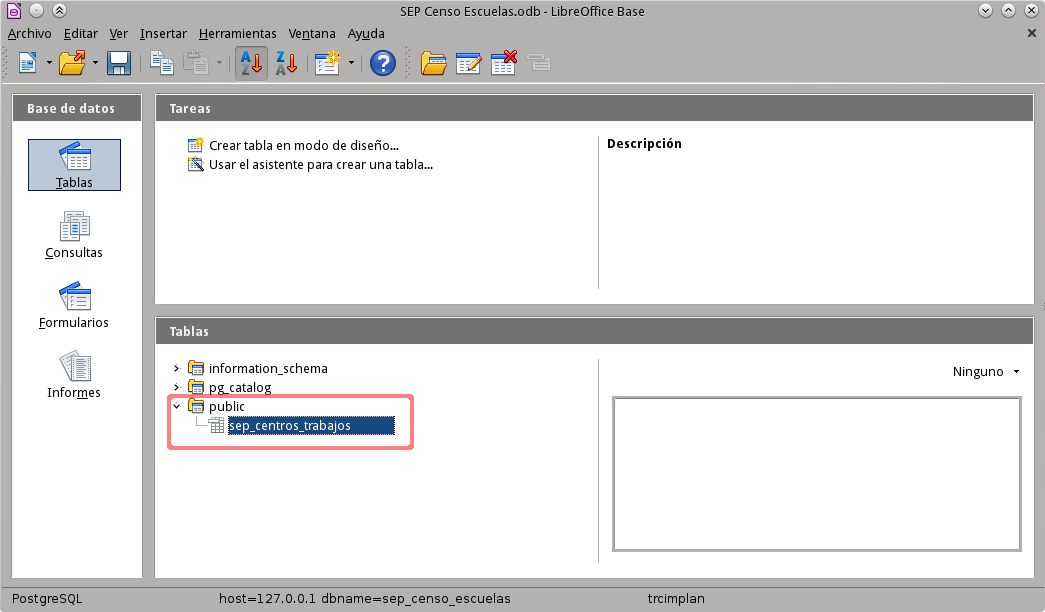 SEP Censo Escuelas.odb - LibreOffice Base
Archivo Editar Ver Insertar Herramientas Ventana Ayuda
Base de datos
Tablas
Consultas
Formularios
Informes
Tareas
Crear tabla en modo de diseño...
Usar el asistente para crear una tabla...
Descripción
Tablas
information_schema
pg_catalog
public
sep_centros_trabajos
Ninguno
PostgreSQL host=127.0.0.1 dbname=sep_censo_escuelas trcimplan